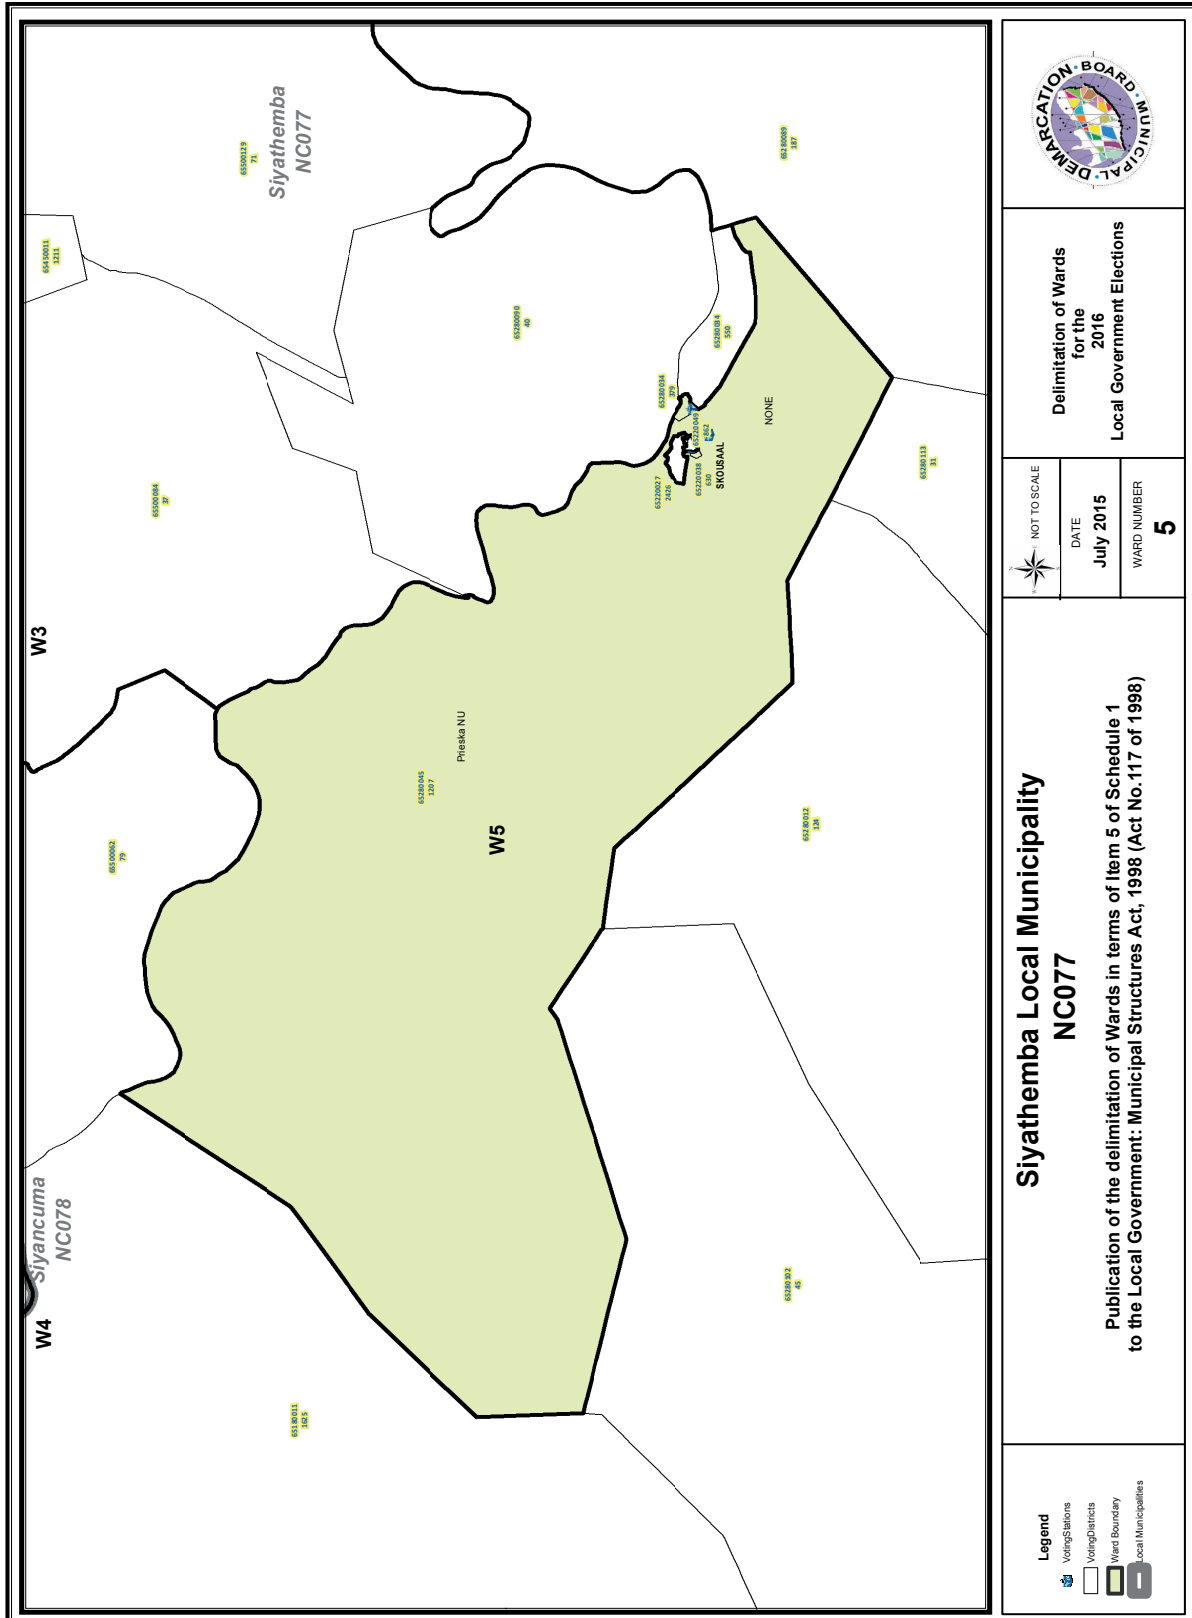 W4
Siyancuma
NC078
W3
65450011
1211
65500129
71
Siyathemba
NC077
65500062
79
65500084
37
65180011
1625
65280045
1207
Prieska NU
W5
65280090
40
65280089
187
65280034
379
65280034
550
65220027
2426
65220049
862
65220038
630
SKOUSAAL
NONE
65280102
45
65280012
124
65280113
31
Legend
VotingStations
VotingDistricts
Ward Boundary
Local Municipalities
Siyathemba Local Municipality
NC077
Publication of the delimitation of Wards in terms of Item 5 of Schedule 1
to the Local Government: Municipal Structures Act, 1998 (Act No.117 of 1998)
NOT TO SCALE
DATE
July 2015
WARD NUMBER
5
Delimitation of Wards
for the
2016
Local Government Elections
MUNICIPAL · DEMARCATION · BOARD ·